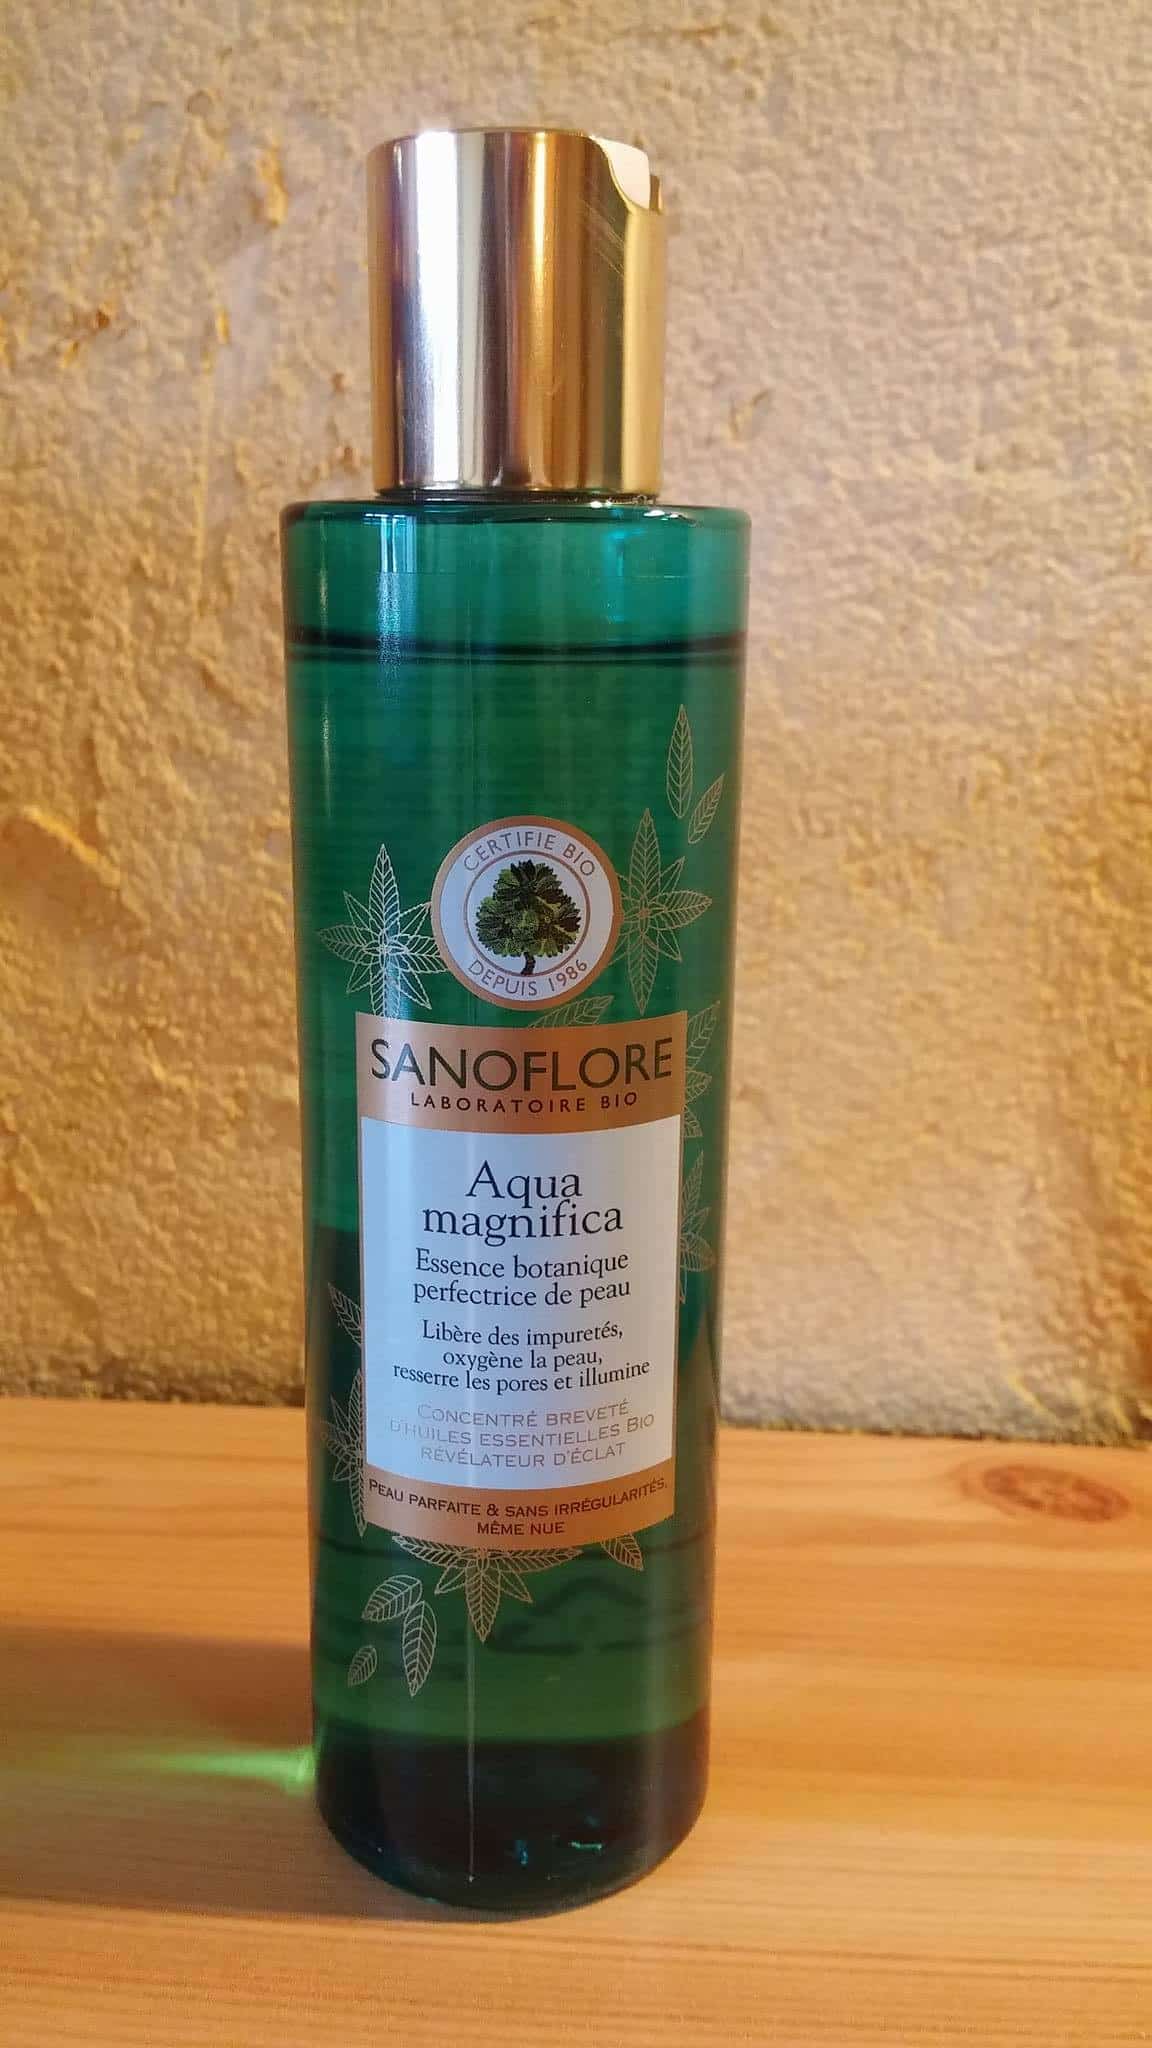 CERTIFIE BIO
DEPUIS 1986
SANOFLORE
LABORATOIRE BIO
Aqua
magnifica
Essence botanique
perfectrice de peau
Libère des impuretés,
oxygène la peau,
resserre les pores et illumine
CONCENTRÉ BREVETÉ
D'HUILES ESSENTIELLES BIO
RÉVÉLATEUR D'ÉCLAT
PEAU PARFAITE & SANS IRRÉGULARITÉS,
MÊME NUE